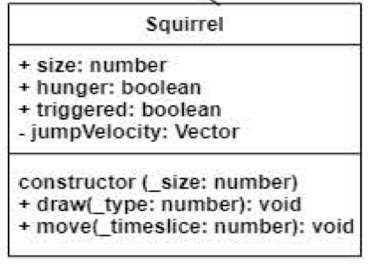 Squirrel
+ size: number
+ hunger: boolean
+ triggered: boolean
- jumpVelocity: Vector
constructor (_size: number)
+ draw(_type: number): void
+ move(_timeslice: number): void